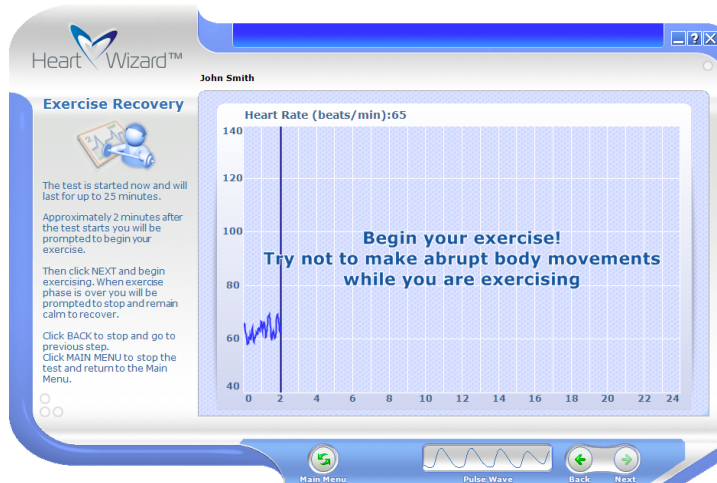 Heart Wizard™
John Smith
Exercise Recovery
The test is started now and will
last for up to 25 minutes.
Approximately 2 minutes after
the test starts you will be
prompted to begin your
exercise.
Then click NEXT and begin
exercising. When exercise
phase is over you will be
prompted to stop and remain
calm to recover.
Click BACK to stop and go to
previous step.
Click MAIN MENU to stop the
test and return to the Main
Menu.
Heart Rate (beats/min):65
140
120
100
80
60
40
Begin your exercise!
Try not to make abrupt body movements
while you are exercising
0 2 4 6 8 10 12 14 16 18 20 22 24
Main Menu
Pulse Wave
Back
Next